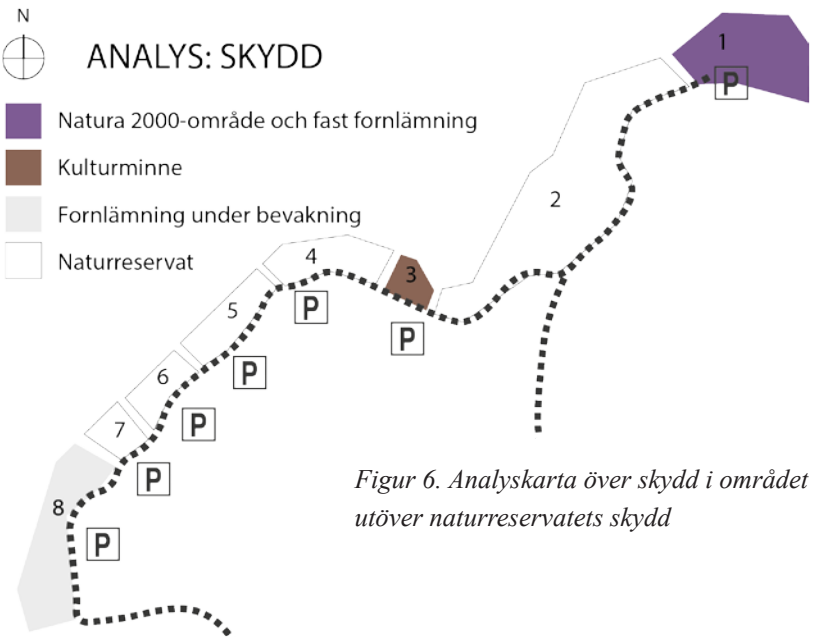 N
ANALYS: SKYDD
Natura 2000-område och fast fornlämning
Kulturminne
Fornlämning under bevakning
Naturreservat
1
P
2
3
4
P
P
5
P
6
P
7
P
8
P
Figur 6. Analyskarta över skydd i området
utöver naturreservatets skydd